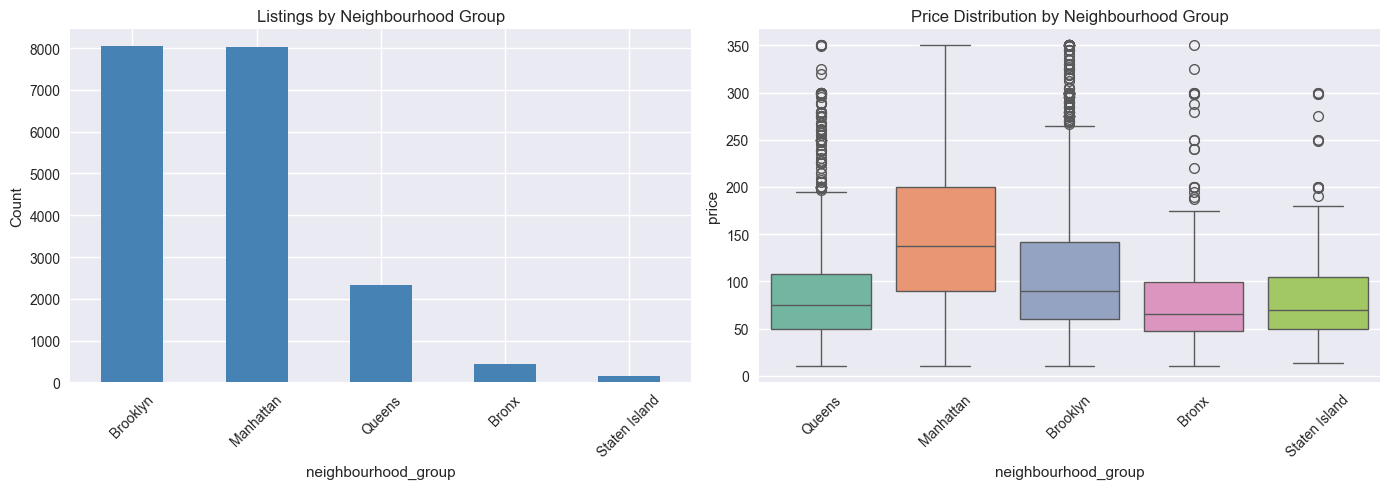 Listings by Neighbourhood Group
Count
8000
7000
6000
5000
4000
3000
2000
1000
0
Brooklyn
Manhattan
Queens
Bronx
Staten Island
neighbourhood_group
Price Distribution by Neighbourhood Group
price
350
300
250
200
150
100
50
0
Queens
Manhattan
Brooklyn
Bronx
Staten Island
neighbourhood_group